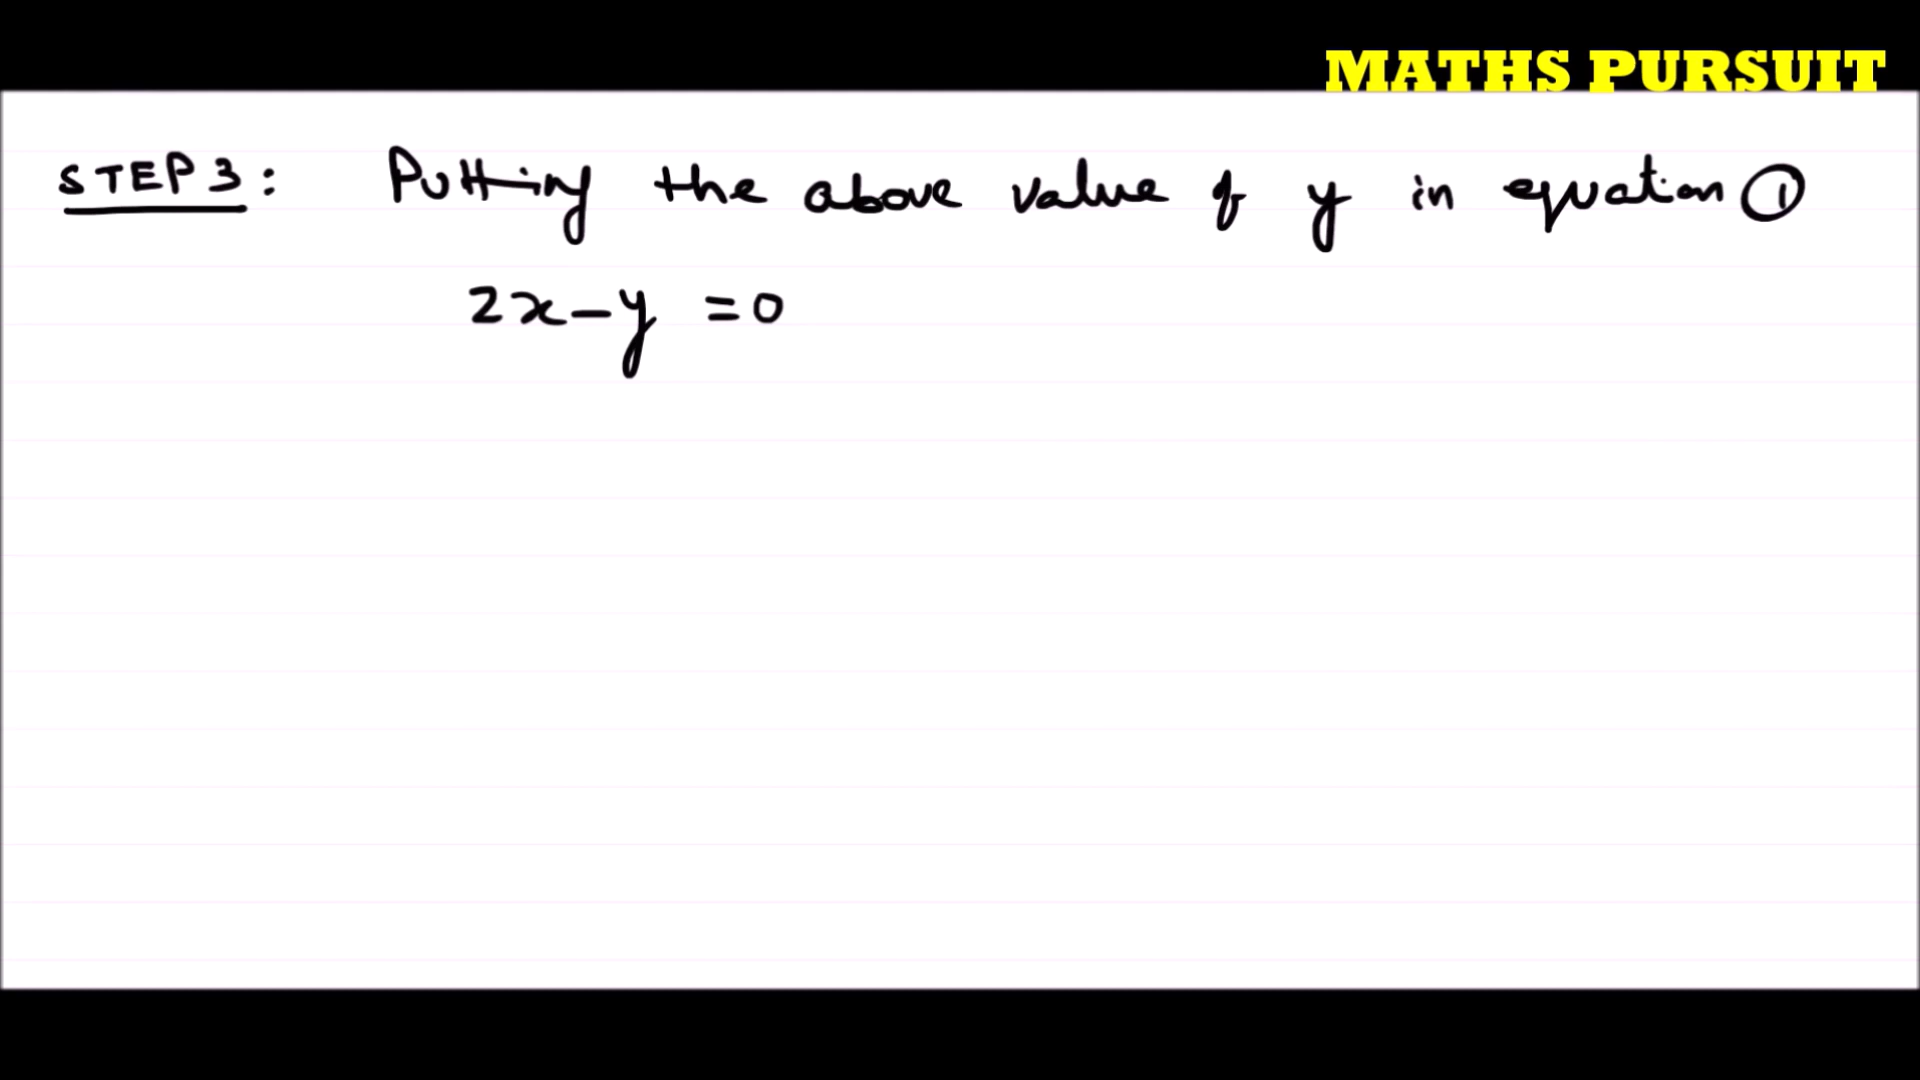 MATHS PURSUIT
STEP 3: Putting the above value of y in equation ①
2x-y = 0